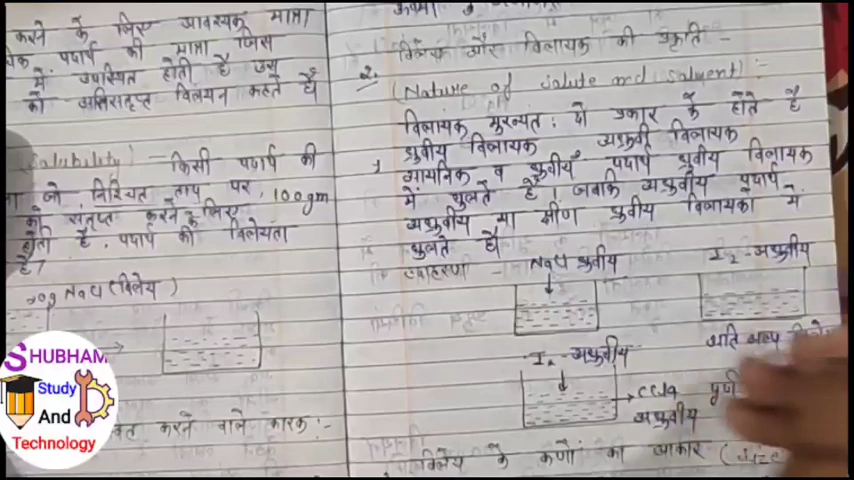 करने के लिए आवश्यक मात्रा
पदार्थ की मात्रा जिस
में उपस्थित होती है उस
को अतिसंतृप्त विलयन कहते हैं
(Solubility) — किसी पदार्थ की
जो निश्चित ताप पर, 100gm
को संतृप्त करने के लिए
होती है. पदार्थ की विलेयता
है।
NaCl (विलेय)
करने वाले कारक:-
SHUBHAM
Study
And
Technology
2. विलेय और विलायक की प्रकृति -
(Nature of Solute and Solvent) :-
विलायक मुख्यतः दो प्रकार के होते है
ध्रुवीय विलायक अध्रुवी विलायक
आयनिक व ध्रुवीय पदार्थ ध्रुवीय विलायक
में घुलते है। जबकि अध्रुवीय पदार्थ
अध्रुवीय या क्षीण ध्रुवीय विलायकों में
घुलते है
उदाहरण - NaCl ध्रुवीय I2 - अध्रुवीय
अति अल्प
I2 - अध्रुवीय
CCl4 पूर्ण
अध्रुवीय
विलेय के कणों का आकार (Size